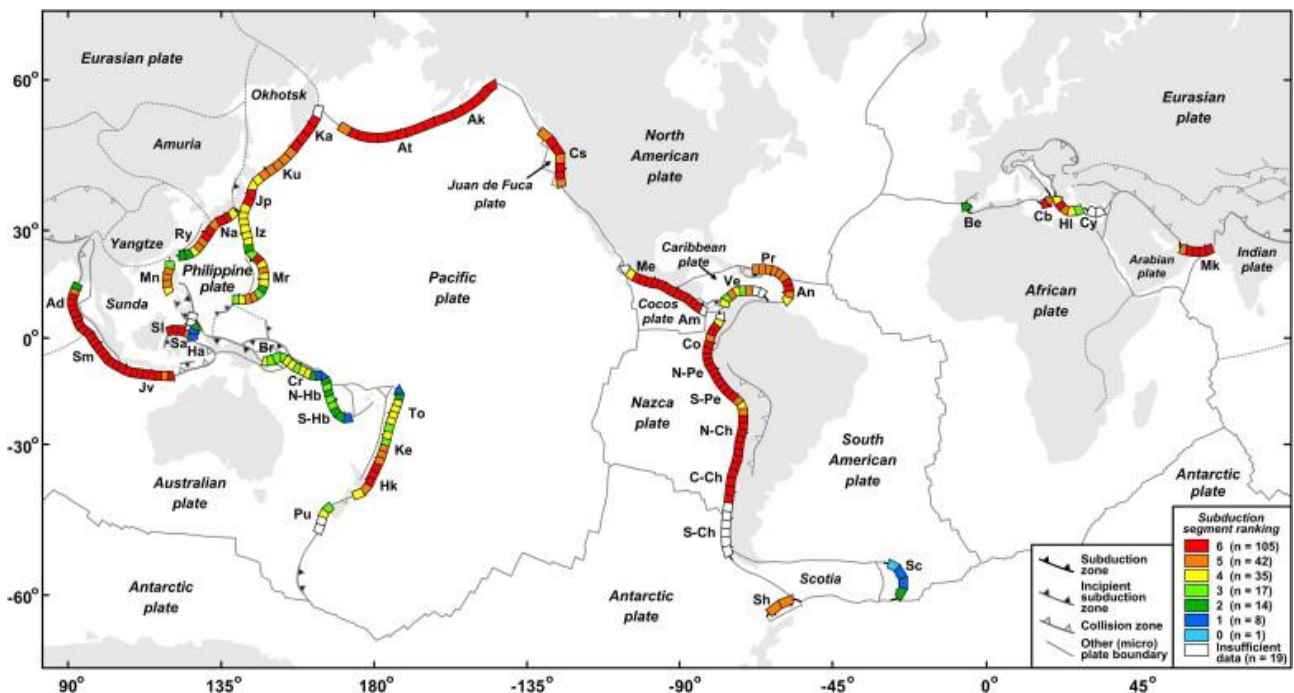 60°
30°
0°
-30°
-60°
90°
135°
180°
-135°
-90°
-45°
0°
45°
Eurasian plate
Okhotsk
Amuria
Yangtze
Philippine
plate
Sunda
Pacific
plate
Juan de Fuca
plate
North
American
plate
Caribbean
plate
Cocos
plate
Nazca
plate
South
American
plate
African
plate
Eurasian
plate
Arabian
plate
Indian
plate
Australian
plate
Antarctic
plate
Antarctic
plate
Antarctic
plate
Scotia
Ka
Ku
Jp
Na
Ry
Iz
Mn
Mr
Ad
Sl
Sa
Ha
Sm
Jv
Br
Cr
N-Hb
S-Hb
To
Ke
Hk
Pu
At
Ak
Cs
Me
Am
Ve
Pr
An
Co
N-Pe
S-Pe
N-Ch
C-Ch
S-Ch
Sh
Sc
Be
Cb
Hl
Cy
Mk
Subduction
zone
Incipient
subduction
zone
Collision zone
Other (micro)
plate boundary
Subduction
segment ranking
6 (n = 105)
5 (n = 42)
4 (n = 35)
3 (n = 17)
2 (n = 14)
1 (n = 8)
0 (n = 1)
Insufficient
data (n = 19)